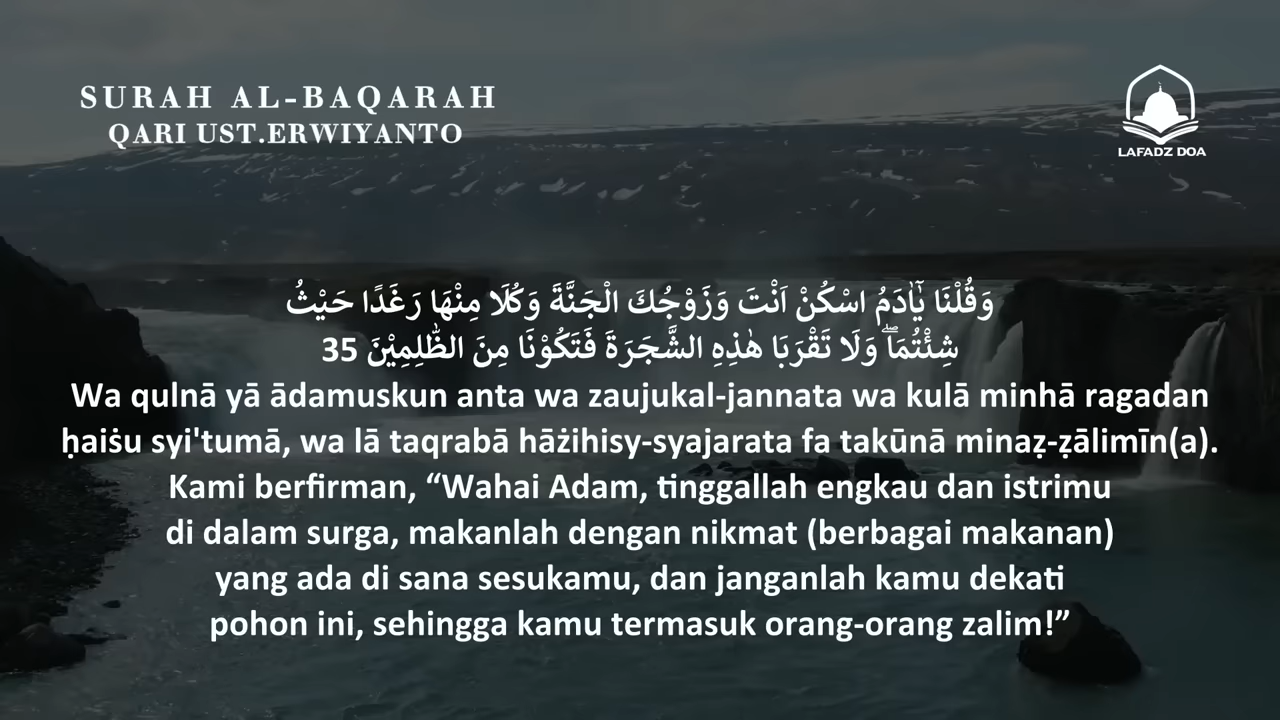 SURAH AL-BAQARAH
QARI UST.ERWIYANTO
LAFADZ DOA
وَقُلْنَا يٰٓاٰدَمُ اسْكُنْ اَنْتَ وَزَوْجُكَ الْجَنَّةَ وَكُلَا مِنْهَا رَغَدًا حَيْثُ
شِئْتُمَاۖ وَلَا تَقْرَبَا هٰذِهِ الشَّجَرَةَ فَتَكُوْنَا مِنَ الظّٰلِمِيْنَ 35
Wa qulnā yā ādamuskun anta wa zaujukal-jannata wa kulā minhā ragadan
ḥaiṡu syi'tumā, wa lā taqrabā hāżihisy-syajarata fa takūnā minaẓ-ẓālimīn(a).
Kami berfirman, “Wahai Adam, tinggallah engkau dan istrimu
di dalam surga, makanlah dengan nikmat (berbagai makanan)
yang ada di sana sesukamu, dan janganlah kamu dekati
pohon ini, sehingga kamu termasuk orang-orang zalim!”